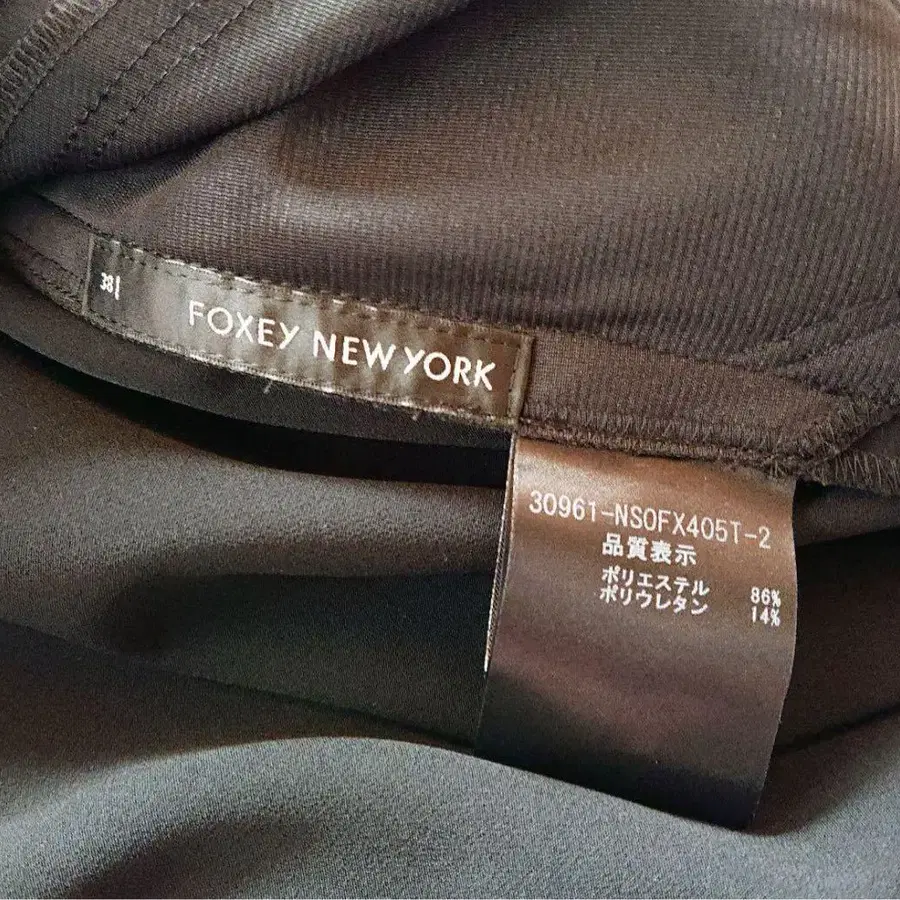 38
FOXEY NEW YORK
30961-NSOFX405T-2
品質表示
ポリエステル 86%
ポリウレタン 14%